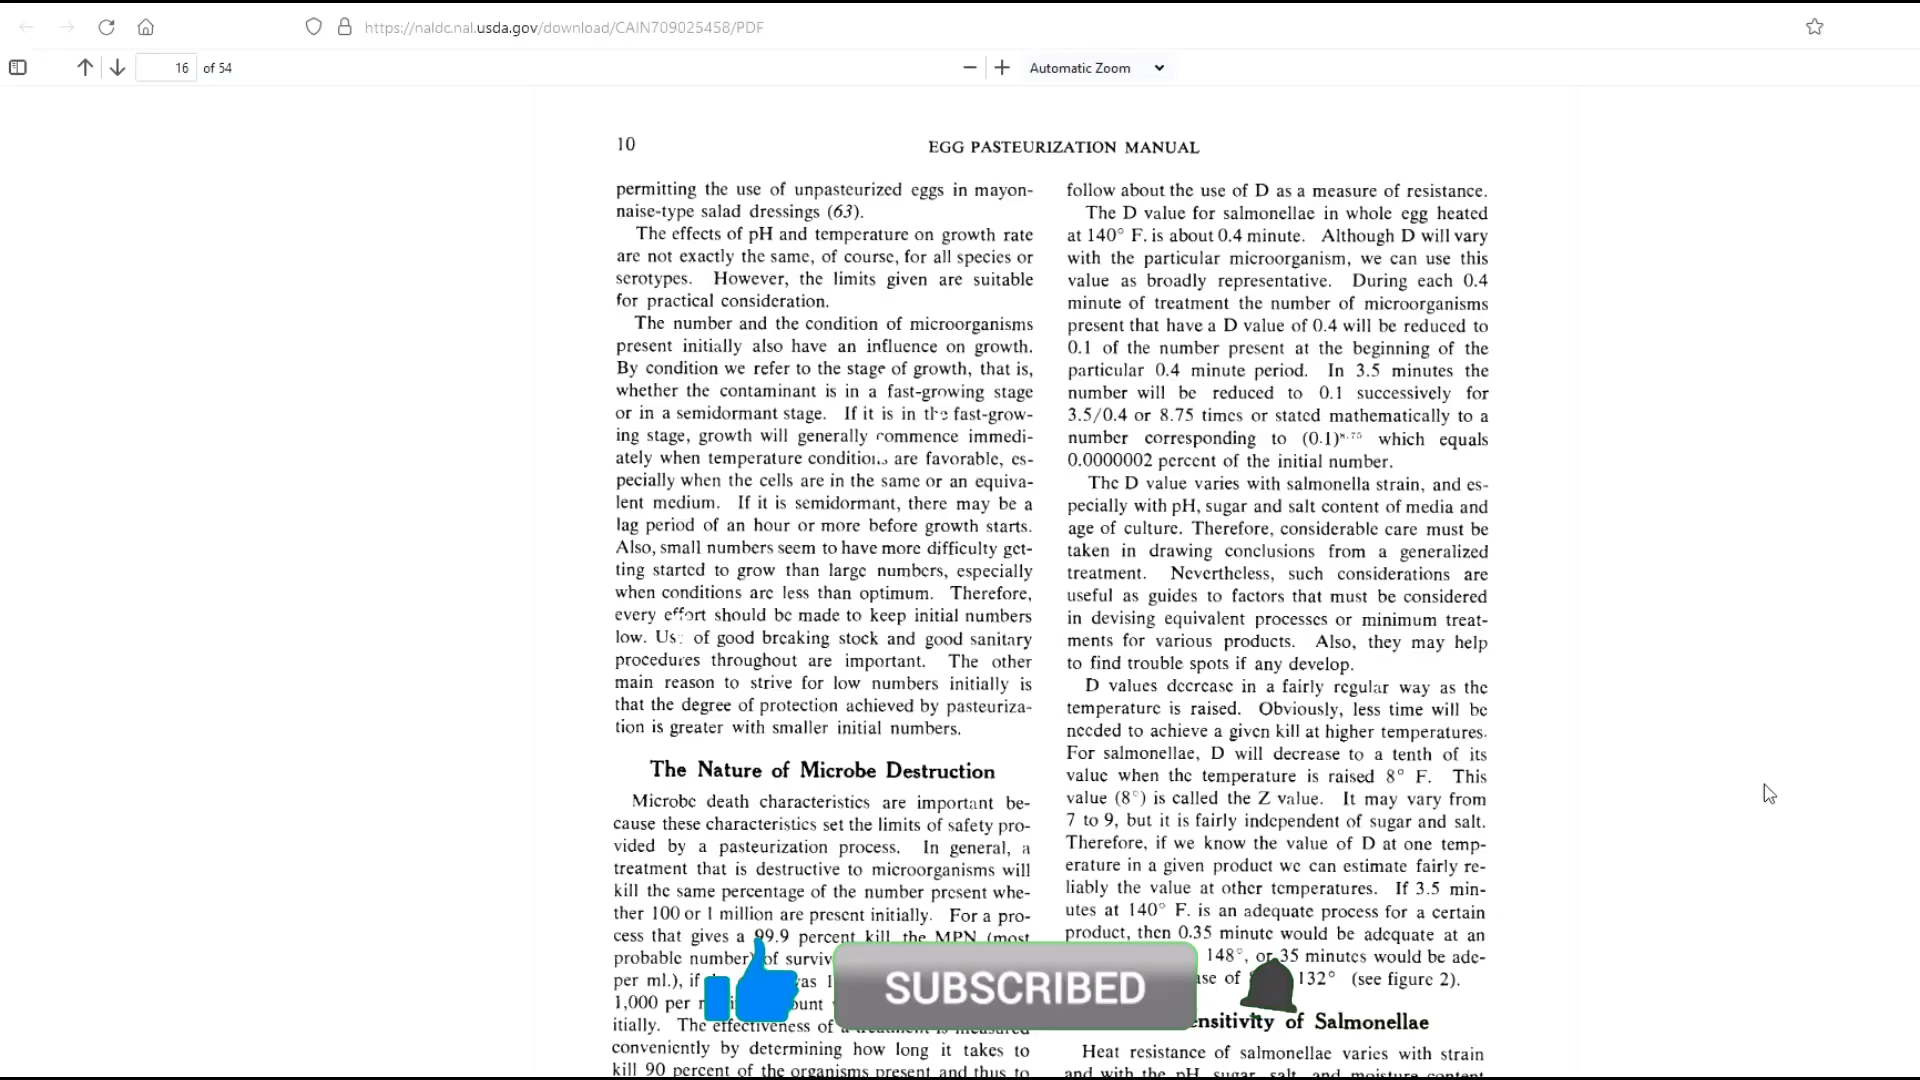 https://naldc.nal.usda.gov/download/CAIN709025458/PDF
16 of 54
Automatic Zoom
10
EGG PASTEURIZATION MANUAL
permitting the use of unpasteurized eggs in mayon-
naise-type salad dressings (63).
The effects of pH and temperature on growth rate
are not exactly the same, of course, for all species or
serotypes. However, the limits given are suitable
for practical consideration.
The number and the condition of microorganisms
present initially also have an influence on growth.
By condition we refer to the stage of growth, that is,
whether the contaminant is in a fast-growing stage
or in a semidormant stage. If it is in the fast-grow-
ing stage, growth will generally commence immedi-
ately when temperature conditions are favorable, es-
pecially when the cells are in the same or an equiva-
lent medium. If it is semidormant, there may be a
lag period of an hour or more before growth starts.
Also, small numbers seem to have more difficulty get-
ting started to grow than large numbers, especially
when conditions are less than optimum. Therefore,
every effort should be made to keep initial numbers
low. Use of good breaking stock and good sanitary
procedures throughout are important. The other
main reason to strive for low numbers initially is
that the degree of protection achieved by pasteuriza-
tion is greater with smaller initial numbers.
The Nature of Microbe Destruction
Microbe death characteristics are important be-
cause these characteristics set the limits of safety pro-
vided by a pasteurization process. In general, a
treatment that is destructive to microorganisms will
kill the same percentage of the number present whe-
ther 100 or 1 million are present initially. For a pro-
cess that gives a 99.9 percent kill, the MPN (most
probable number) of
per ml.), if
1,000 per
itially. The effectiveness of a treatment is measured
conveniently by determining how long it takes to
kill 90 percent of the organisms present and thus to
follow about the use of D as a measure of resistance.
The D value for salmonellae in whole egg heated
at 140° F. is about 0.4 minute. Although D will vary
with the particular microorganism, we can use this
value as broadly representative. During each 0.4
minute of treatment the number of microorganisms
present that have a D value of 0.4 will be reduced to
0.1 of the number present at the beginning of the
particular 0.4 minute period. In 3.5 minutes the
number will be reduced to 0.1 successively for
3.5/0.4 or 8.75 times or stated mathematically to a
number corresponding to (0.1)⁸·⁷⁵ which equals
0.0000002 percent of the initial number.
The D value varies with salmonella strain, and es-
pecially with pH, sugar and salt content of media and
age of culture. Therefore, considerable care must be
taken in drawing conclusions from a generalized
treatment. Nevertheless, such considerations are
useful as guides to factors that must be considered
in devising equivalent processes or minimum treat-
ments for various products. Also, they may help
to find trouble spots if any develop.
D values decrease in a fairly regular way as the
temperature is raised. Obviously, less time will be
needed to achieve a given kill at higher temperatures.
For salmonellae, D will decrease to a tenth of its
value when the temperature is raised 8° F. This
value (8°) is called the Z value. It may vary from
7 to 9, but it is fairly independent of sugar and salt.
Therefore, if we know the value of D at one temp-
erature in a given product we can estimate fairly re-
liably the value at other temperatures. If 3.5 min-
utes at 140° F. is an adequate process for a certain
product, then 0.35 minute would be adequate at an
148°, or 35 minutes would be ade-
of 132° (see figure 2).
of Salmonellae
Heat resistance of salmonellae varies with strain
and with the pH, sugar, salt, and moisture content
SUBSCRIBED